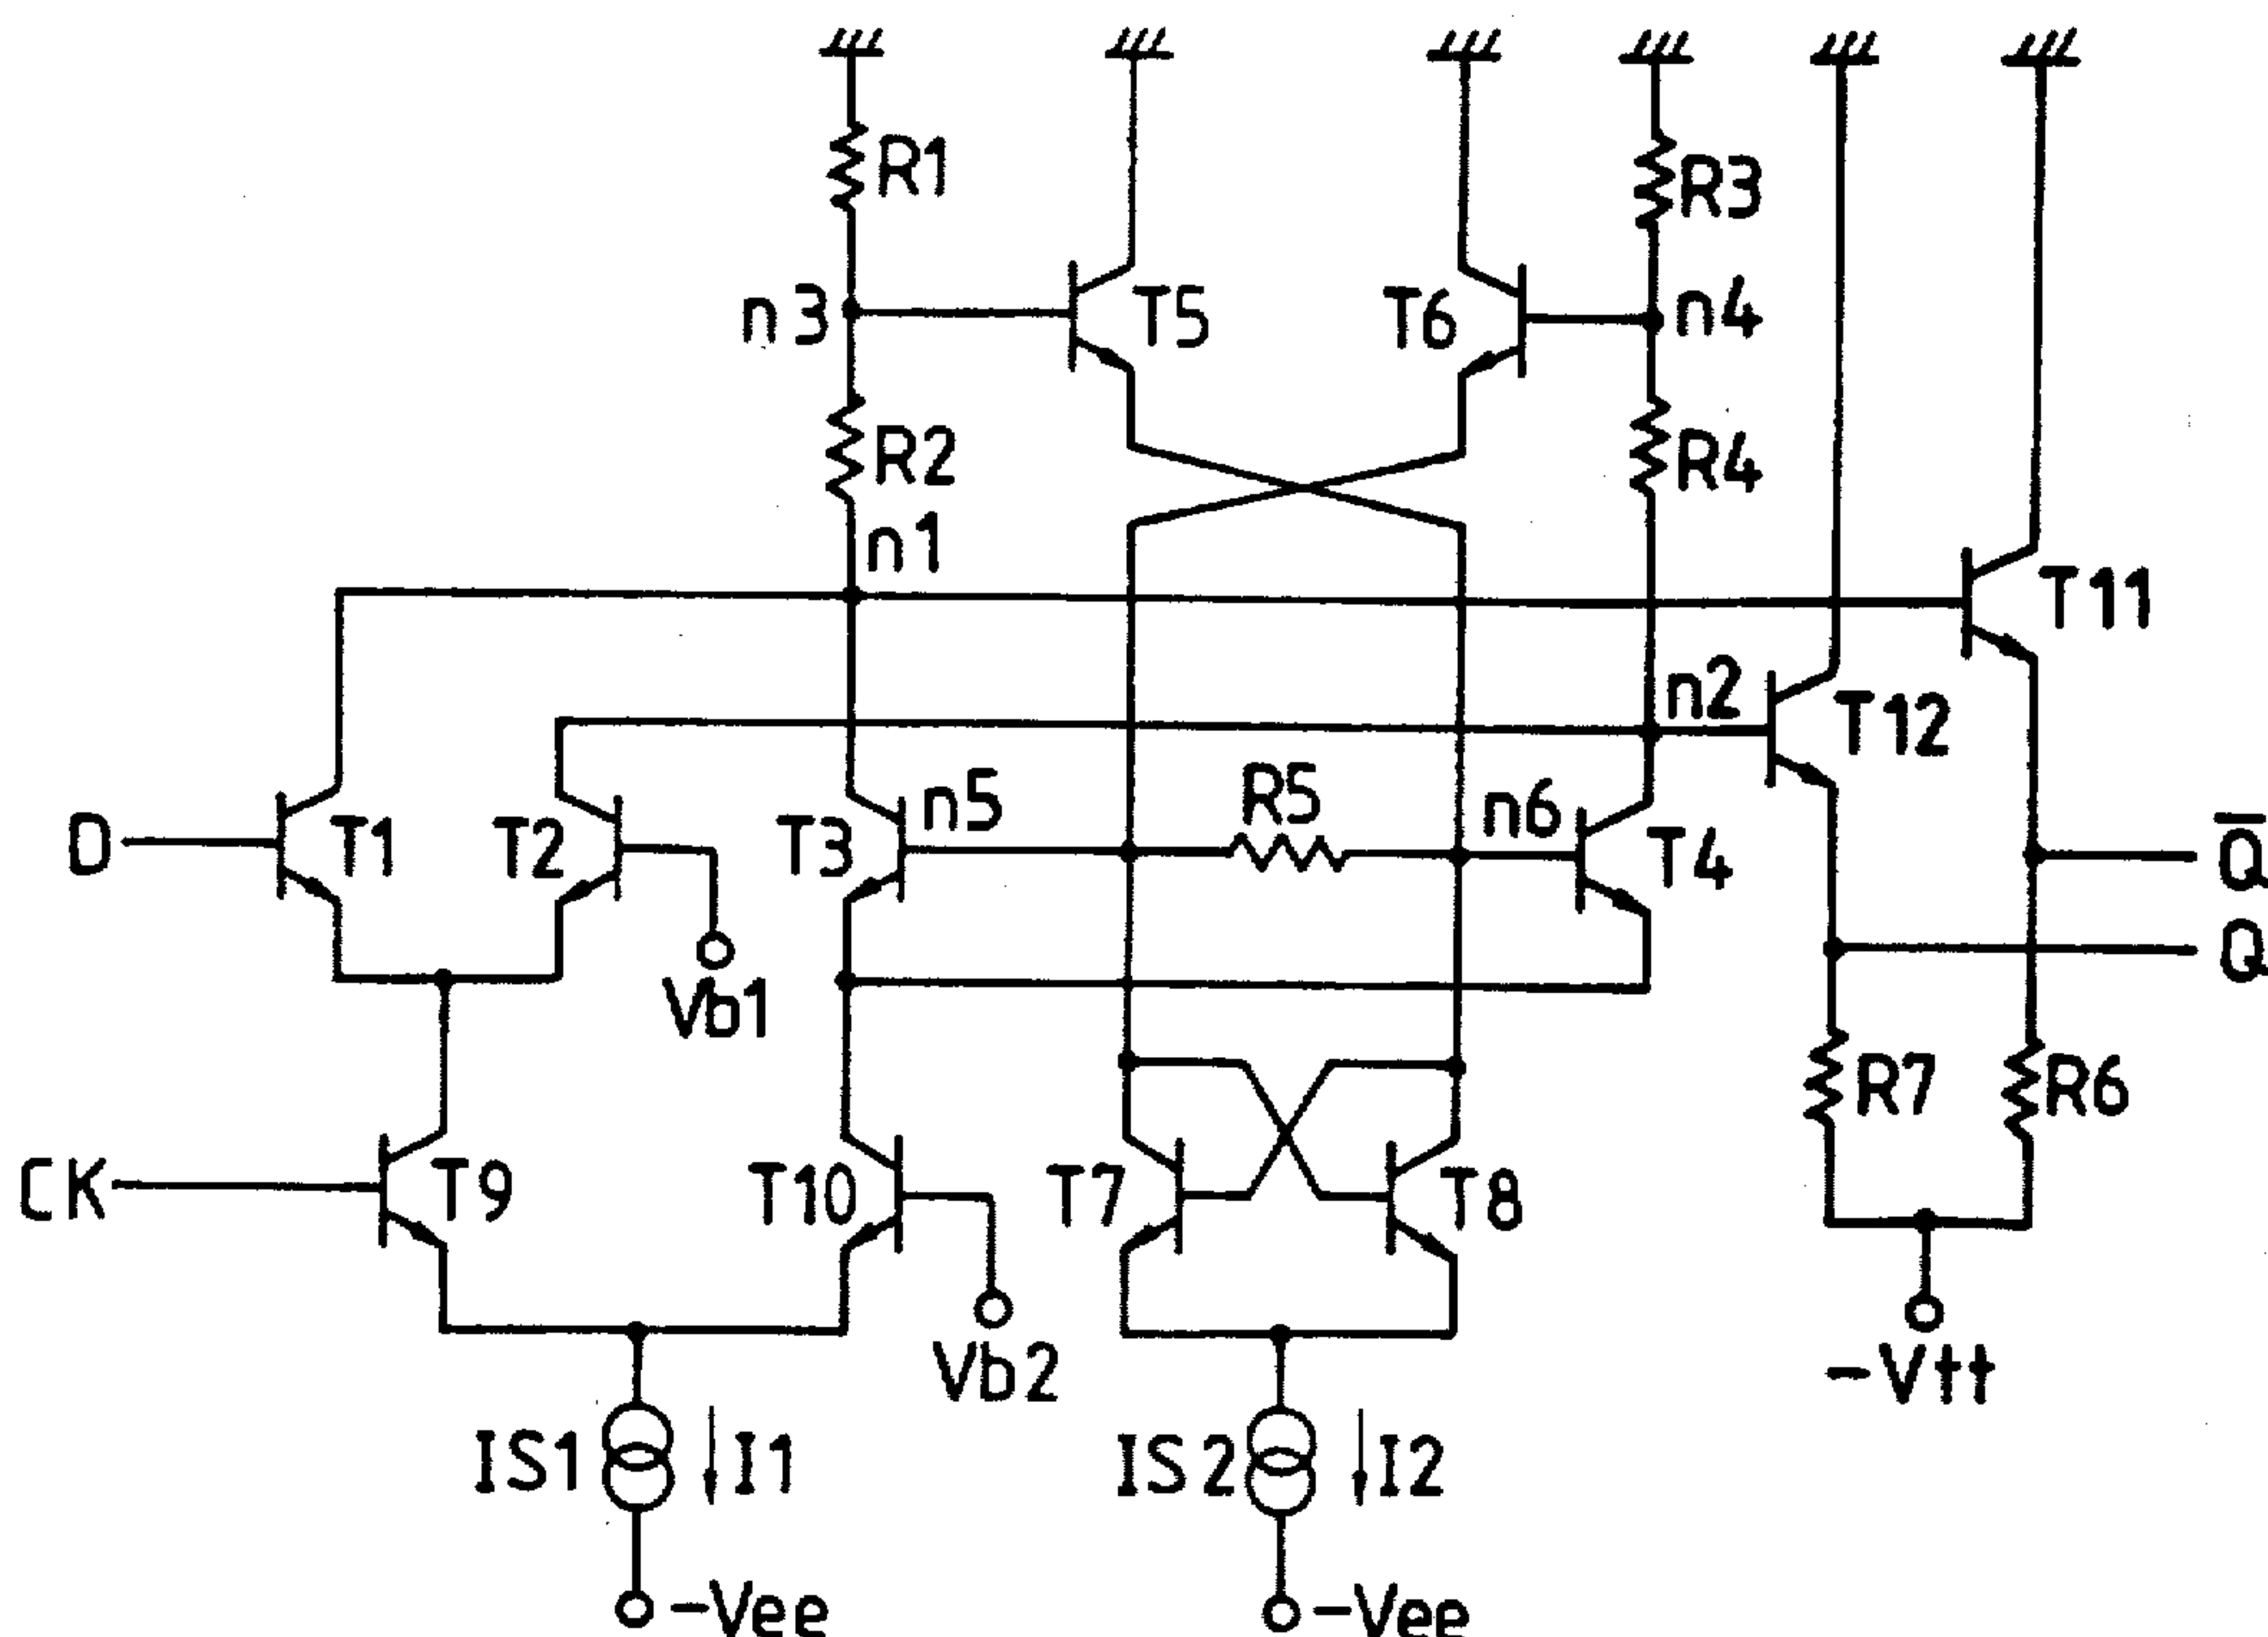 R1
R3
n3
T5
T6
n4
R2
R4
n1
T11
n2
T12
D
T1
T2
T3
n5
R5
n6
T4
Q̅
Q
Vb1
R7
R6
CK
T9
T10
T7
T8
Vb2
-Vtt
IS1
I1
IS2
I2
-Vee
-Vee